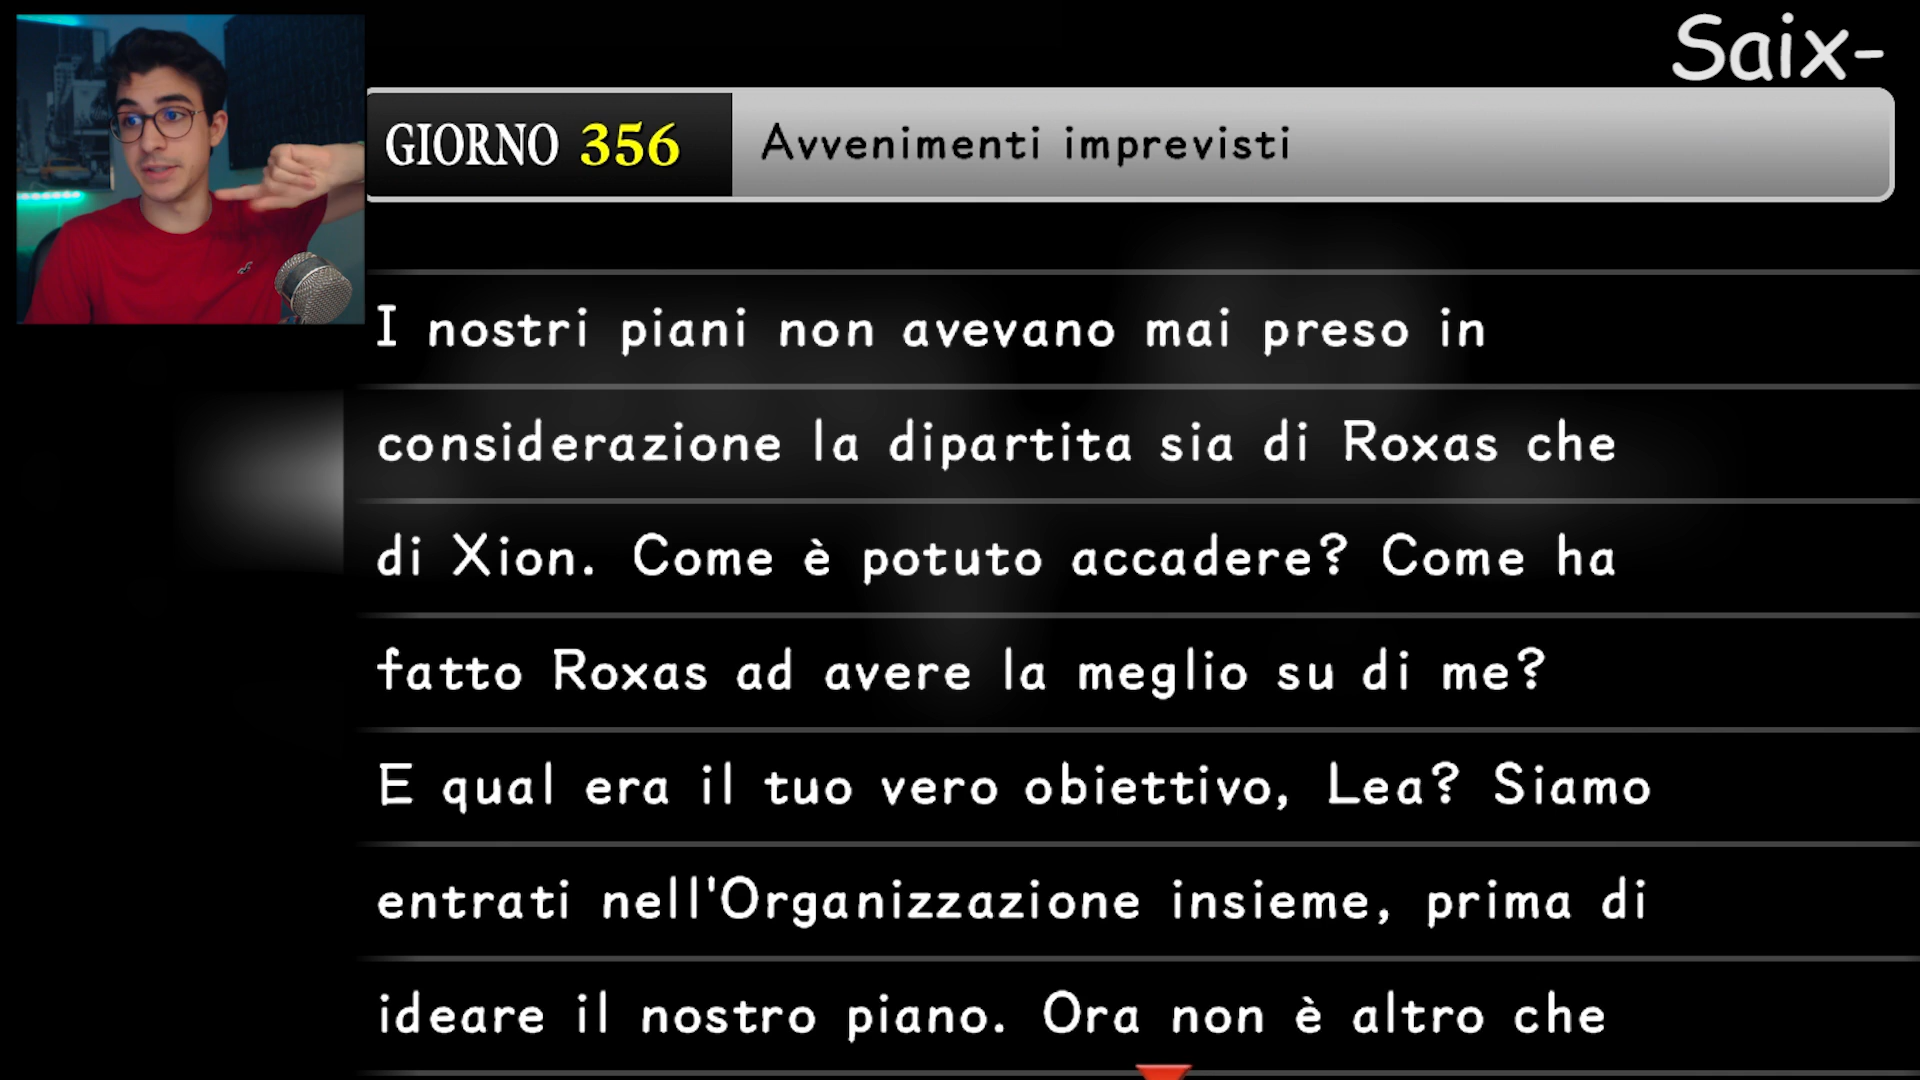 Saix-
GIORNO 356 Avvenimenti imprevisti
I nostri piani non avevano mai preso in
considerazione la dipartita sia di Roxas che
di Xion. Come è potuto accadere? Come ha
fatto Roxas ad avere la meglio su di me?
E qual era il tuo vero obiettivo, Lea? Siamo
entrati nell'Organizzazione insieme, prima di
ideare il nostro piano. Ora non è altro che